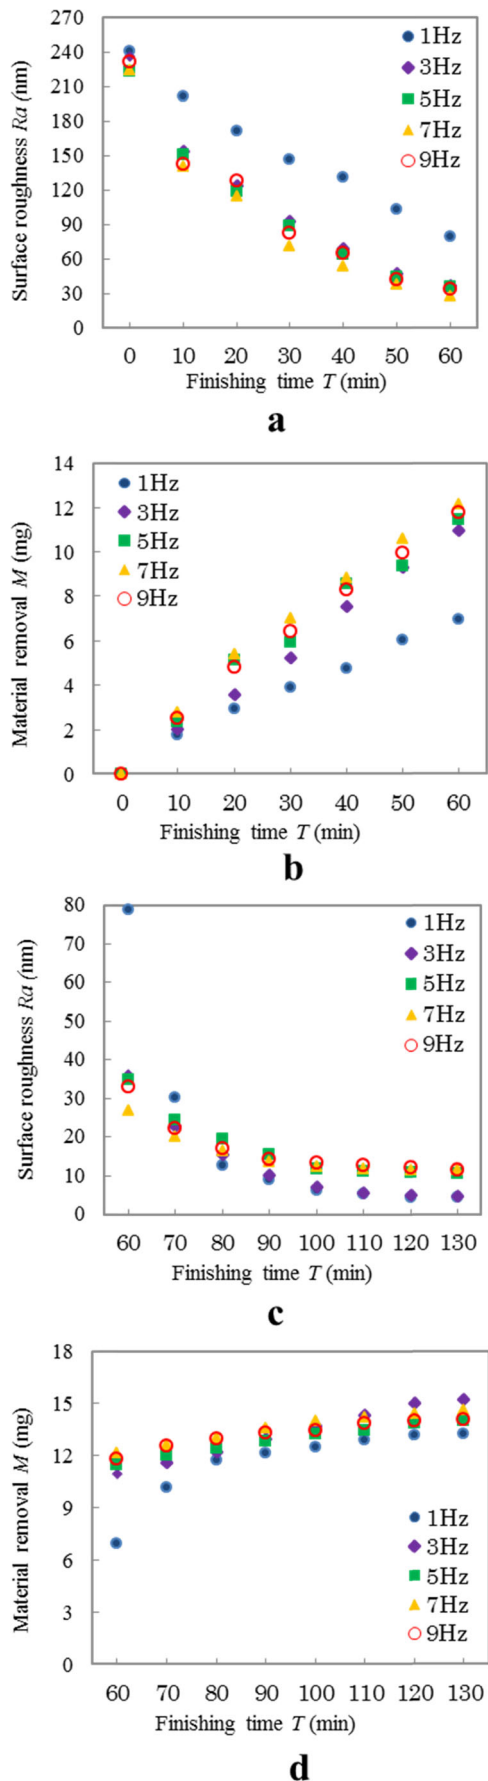 270
240
210
180
150
120
90
60
30
0
Surface roughness Ra (nm)
1Hz
3Hz
5Hz
7Hz
9Hz
0 10 20 30 40 50 60
Finishing time T (min)
a
14
12
10
8
6
4
2
0
Material removal M (mg)
1Hz
3Hz
5Hz
7Hz
9Hz
0 10 20 30 40 50 60
Finishing time T (min)
b
80
70
60
50
40
30
20
10
0
Surface roughness Ra (nm)
1Hz
3Hz
5Hz
7Hz
9Hz
60 70 80 90 100 110 120 130
Finishing time T (min)
c
18
15
12
9
6
3
0
Material removal M (mg)
1Hz
3Hz
5Hz
7Hz
9Hz
60 70 80 90 100 110 120 130
Finishing time T (min)
d